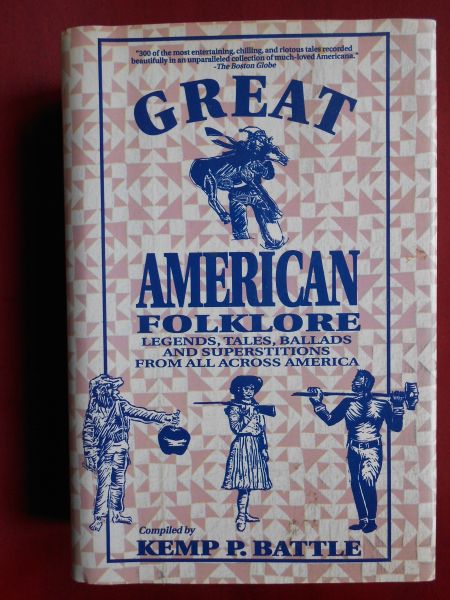 "300 of the most entertaining, chilling, and riotous tales recorded
beautifully in an unparalleled collection of much-loved Americana."
-The Boston Globe
GREAT
AMERICAN
FOLKLORE
LEGENDS, TALES, BALLADS
AND SUPERSTITIONS
FROM ALL ACROSS AMERICA
Compiled by
KEMP P. BATTLE